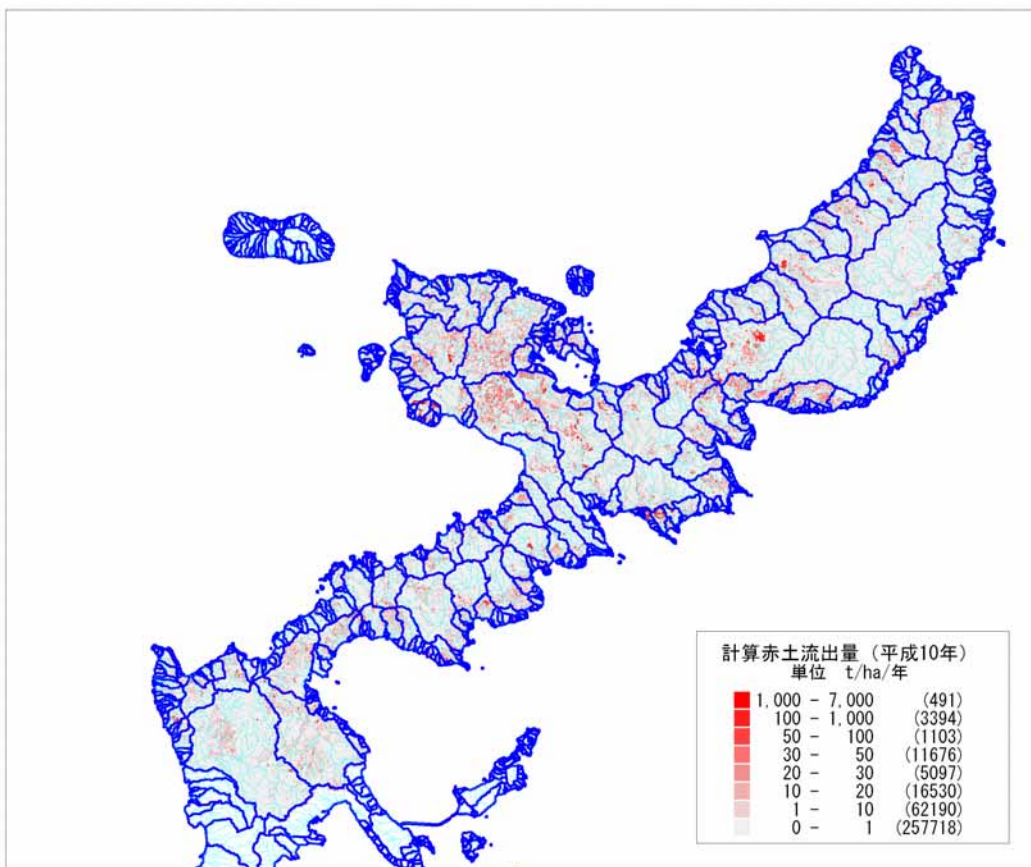 計算赤土流出量 (平成10年)
単位 t/ha/年
1,000 - 7,000 (491)
100 - 1,000 (3394)
50 - 100 (1103)
30 - 50 (11676)
20 - 30 (5097)
10 - 20 (16530)
1 - 10 (62190)
0 - 1 (257718)